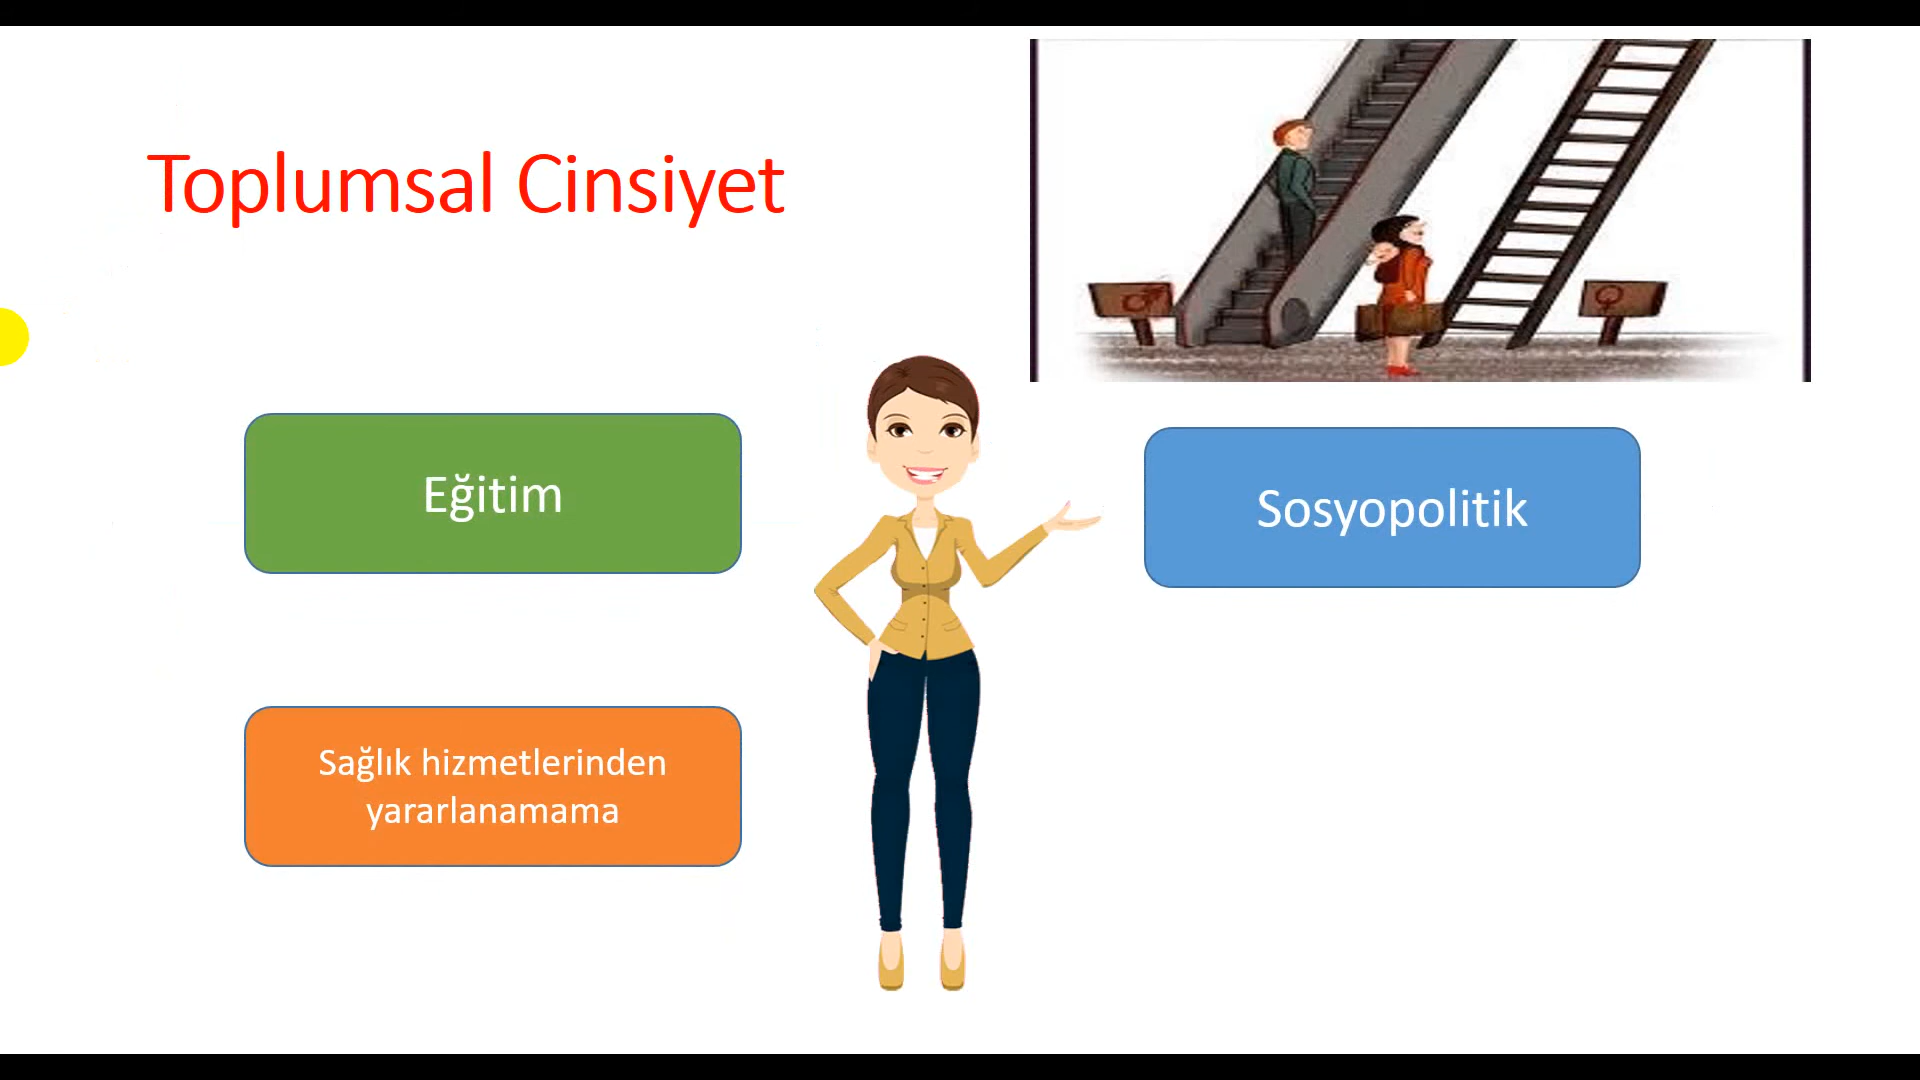 Toplumsal Cinsiyet
Eğitim
Sosyopolitik
Sağlık hizmetlerinden
yararlanamama